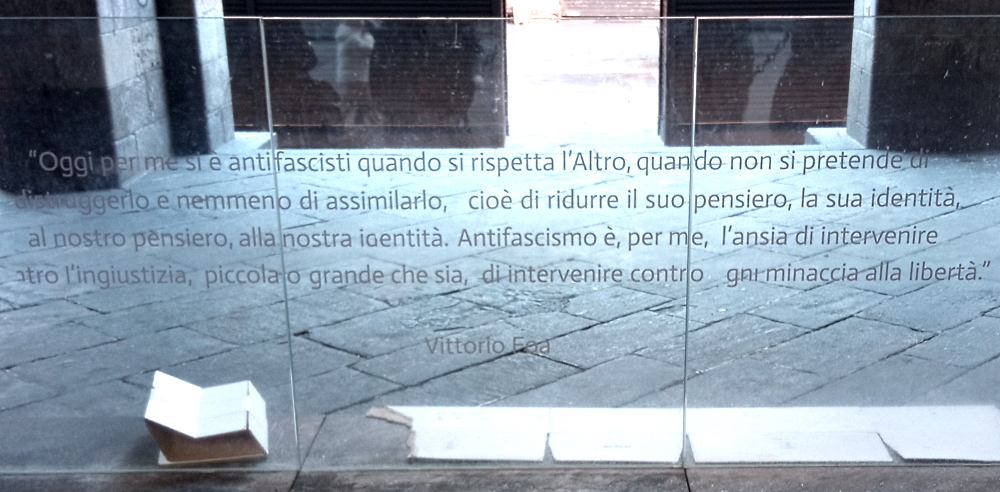 “Oggi per me si è antifascisti quando si rispetta l’Altro, quando non si pretende di
distruggerlo e nemmeno di assimilarlo, cioè di ridurre il suo pensiero, la sua identità,
al nostro pensiero, alla nostra identità. Antifascismo è, per me, l’ansia di intervenire
ntro l’ingiustizia, piccola o grande che sia, di intervenire contro gni minaccia alla libertà.”
Vittorio Foa